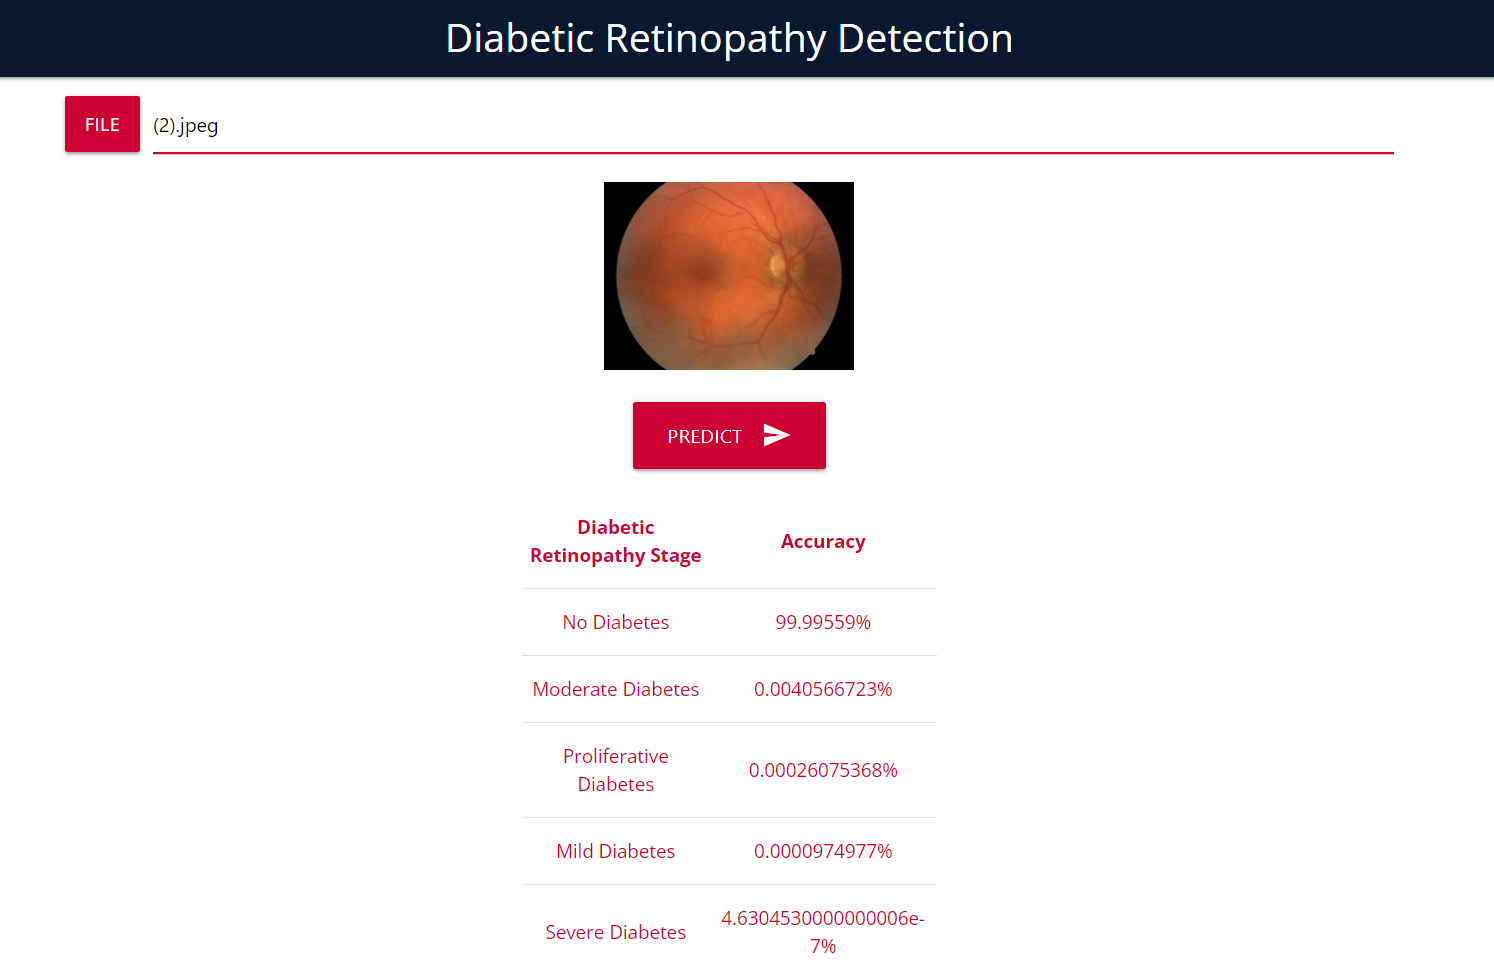 Diabetic Retinopathy Detection
FILE
(2).jpeg
PREDICT
Diabetic
Retinopathy Stage
Accuracy
No Diabetes
99.99559%
Moderate Diabetes
0.0040566723%
Proliferative
Diabetes
0.00026075368%
Mild Diabetes
0.0000974977%
Severe Diabetes
4.6304530000000006e-
7%